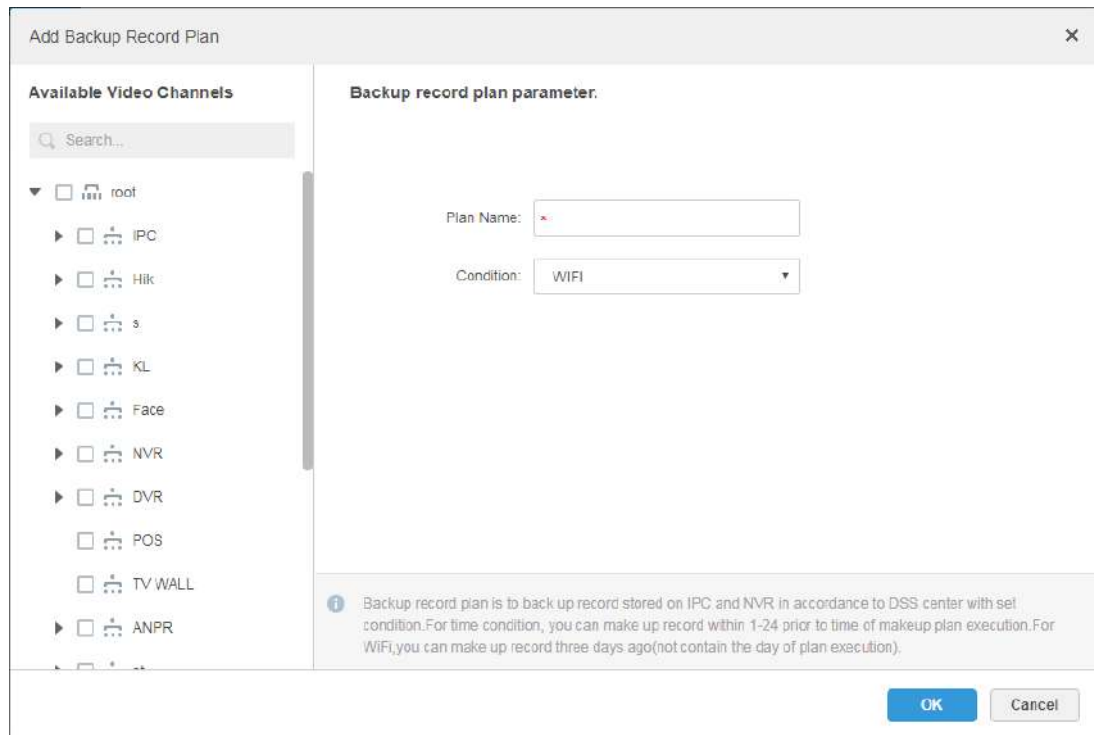 Add Backup Record Plan
Available Video Channels
Search...
root
IPC
Hik
s
KL
Face
NVR
DVR
POS
TV WALL
ANPR
Backup record plan parameter.
Plan Name: *
Condition: WIFI
Backup record plan is to back up record stored on IPC and NVR in accordance to DSS center with set
condition.For time condition, you can make up record within 1-24 prior to time of makeup plan execution.For
WiFi,you can make up record three days ago(not contain the day of plan execution).
OK Cancel